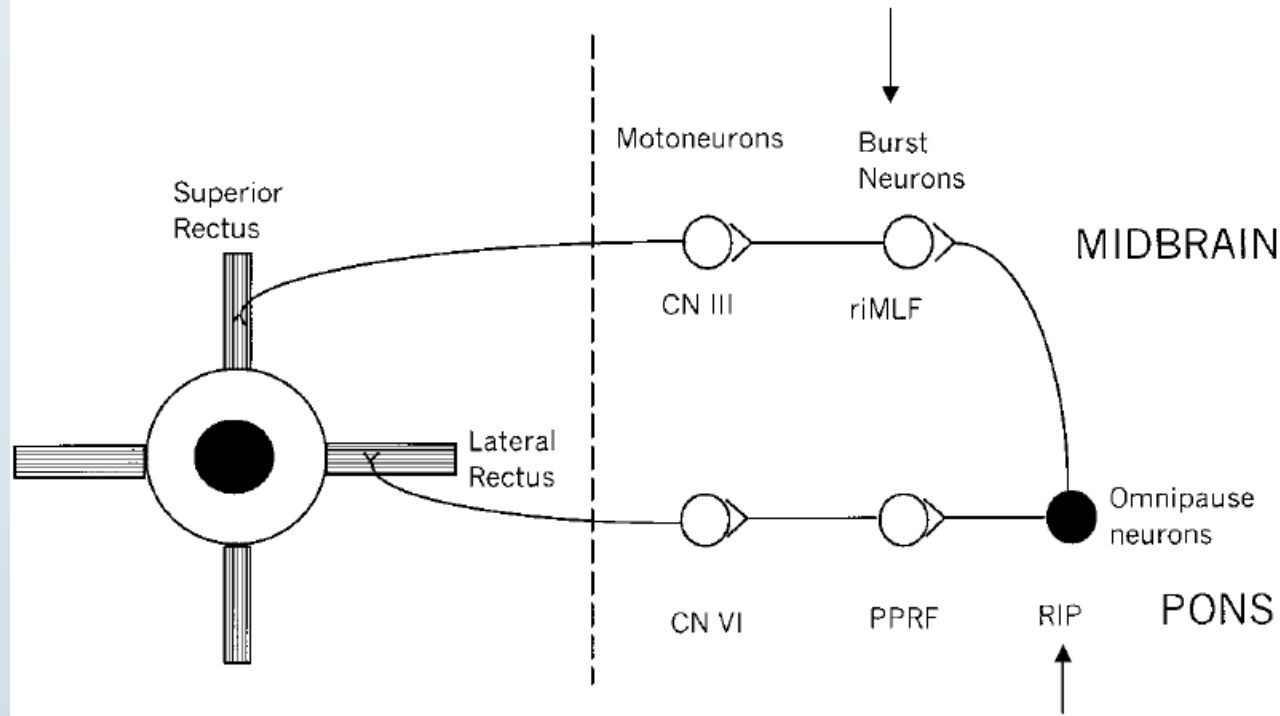 Motoneurons
Burst
Neurons
Superior
Rectus
MIDBRAIN
CN III
riMLF
Lateral
Rectus
Omnipause
neurons
CN VI
PPRF
RIP
PONS